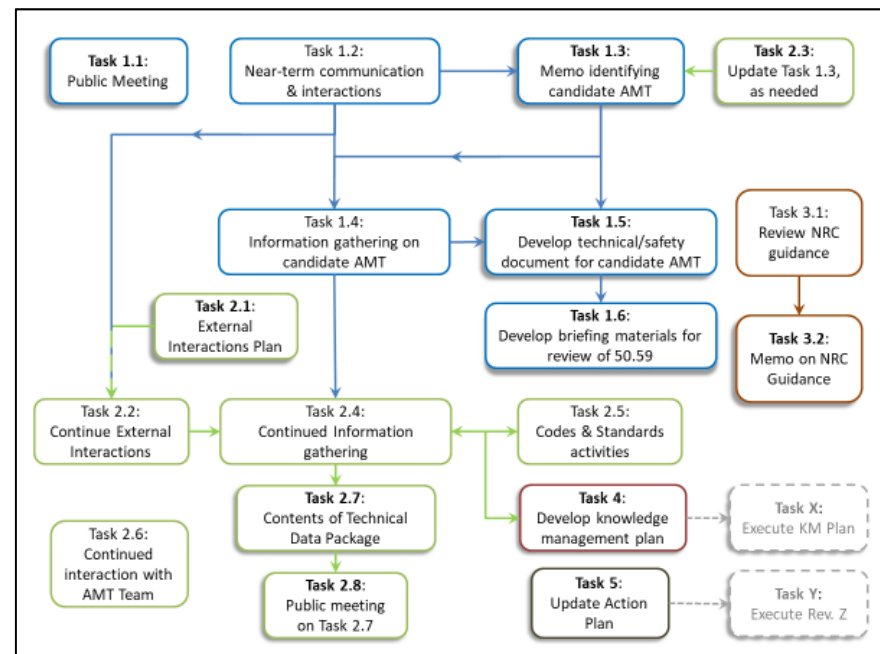 Task 1.1:
Public Meeting
Task 1.2:
Near-term communication
& interactions
Task 1.3:
Memo identifying
candidate AMT
Task 2.3:
Update Task 1.3,
as needed
Task 1.4:
Information gathering on
candidate AMT
Task 1.5:
Develop technical/safety
document for candidate AMT
Task 3.1:
Review NRC
guidance
Task 2.1:
External
Interactions Plan
Task 1.6:
Develop briefing materials for
review of 50.59
Task 3.2:
Memo on NRC
Guidance
Task 2.2:
Continue External
Interactions
Task 2.4:
Continued Information
gathering
Task 2.5:
Codes & Standards
activities
Task 2.6:
Continued
interaction with
AMT Team
Task 2.7:
Contents of Technical
Data Package
Task 4:
Develop knowledge
management plan
Task X:
Execute KM Plan
Task 2.8:
Public meeting
on Task 2.7
Task 5:
Update Action
Plan
Task Y:
Execute Rev. Z